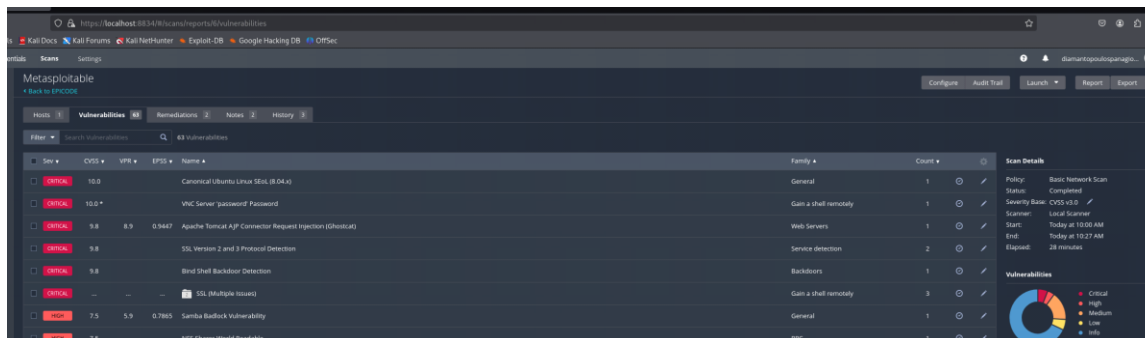 https://localhost:8834/#/scans/reports/6/vulnerabilities
Kali Docs Kali Forums Kali NetHunter Exploit-DB Google Hacking DB OffSec
entials Scans Settings diamantopoulospanagio...
Metasploitable
Back to EPICODE
Configure Audit Trail Launch Report Export
Hosts 1 Vulnerabilities 63 Remediations 2 Notes 2 History 3
Filter Search Vulnerabilities 63 Vulnerabilities
Sev CVSS VPR EPSS Name Family Count
CRITICAL 10.0 Canonical Ubuntu Linux SEoL (8.04.x) General 1
CRITICAL 10.0 * VNC Server 'password' Password Gain a shell remotely 1
CRITICAL 9.8 8.9 0.9447 Apache Tomcat AJP Connector Request Injection (Ghostcat) Web Servers 1
CRITICAL 9.8 SSL Version 2 and 3 Protocol Detection Service detection 2
CRITICAL 9.8 Bind Shell Backdoor Detection Backdoors 1
CRITICAL ... ... ... SSL (Multiple Issues) Gain a shell remotely 3
HIGH 7.5 5.9 0.7865 Samba Badlock Vulnerability General 1
Scan Details
Policy: Basic Network Scan
Status: Completed
Severity Base: CVSS v3.0
Scanner: Local Scanner
Start: Today at 10:00 AM
End: Today at 10:27 AM
Elapsed: 28 minutes
Vulnerabilities
Critical
High
Medium
Low
Info